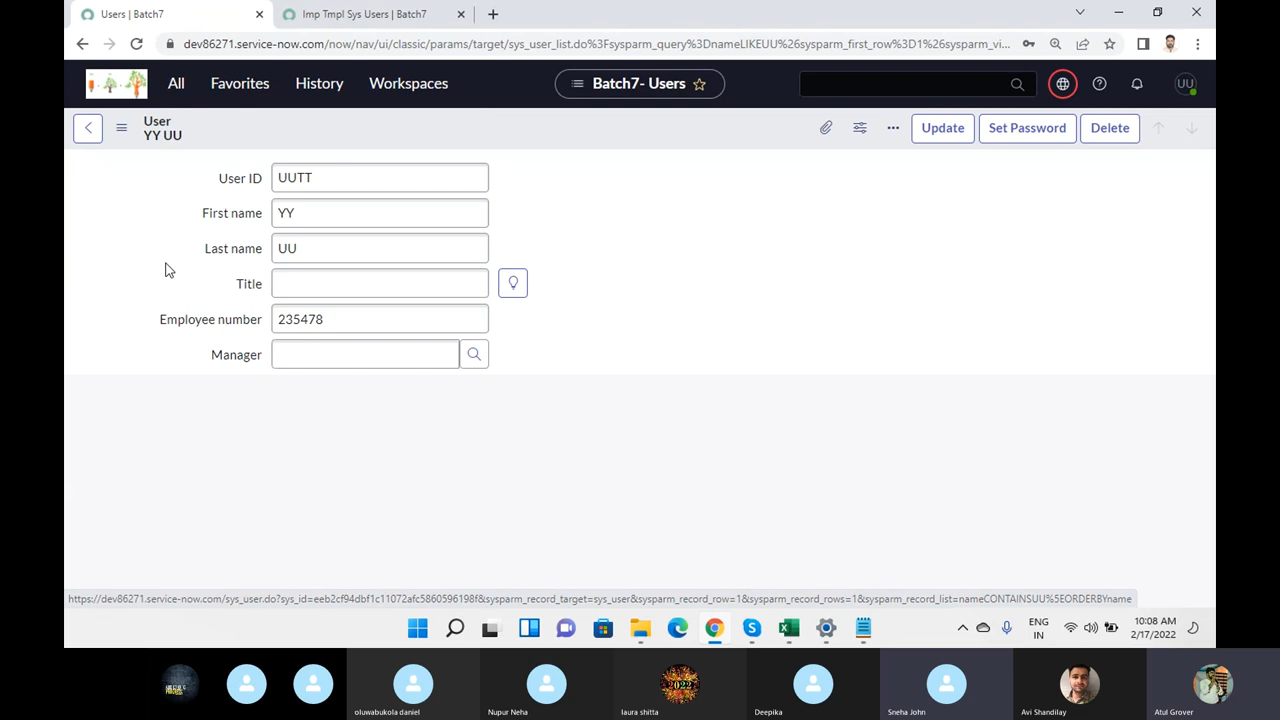 Users | Batch7
Imp Tmpl Sys Users | Batch7
dev86271.service-now.com/now/nav/ui/classic/params/target/sys_user_list.do%3Fsysparm_query%3DnameLIKEUU%26sysparm_first_row%3D1%26sysparm_vi...
All
Favorites
History
Workspaces
Batch7- Users
UU
User
YY UU
Update
Set Password
Delete
User ID
UUTT
First name
YY
Last name
UU
Title
Employee number
235478
Manager
https://dev86271.service-now.com/sys_user.do?sys_id=eeb2cf94dbf1c11072afc5860596198f&sysparm_record_target=sys_user&sysparm_record_row=1&sysparm_record_rows=1&sysparm_record_list=nameCONTAINSUU%5EORDERBYname
ENG
IN
10:08 AM
2/17/2022
2022
oluwabukola daniel
Nupur Neha
laura shitta
Deepika
Sneha John
Avi Shandilay
Atul Grover